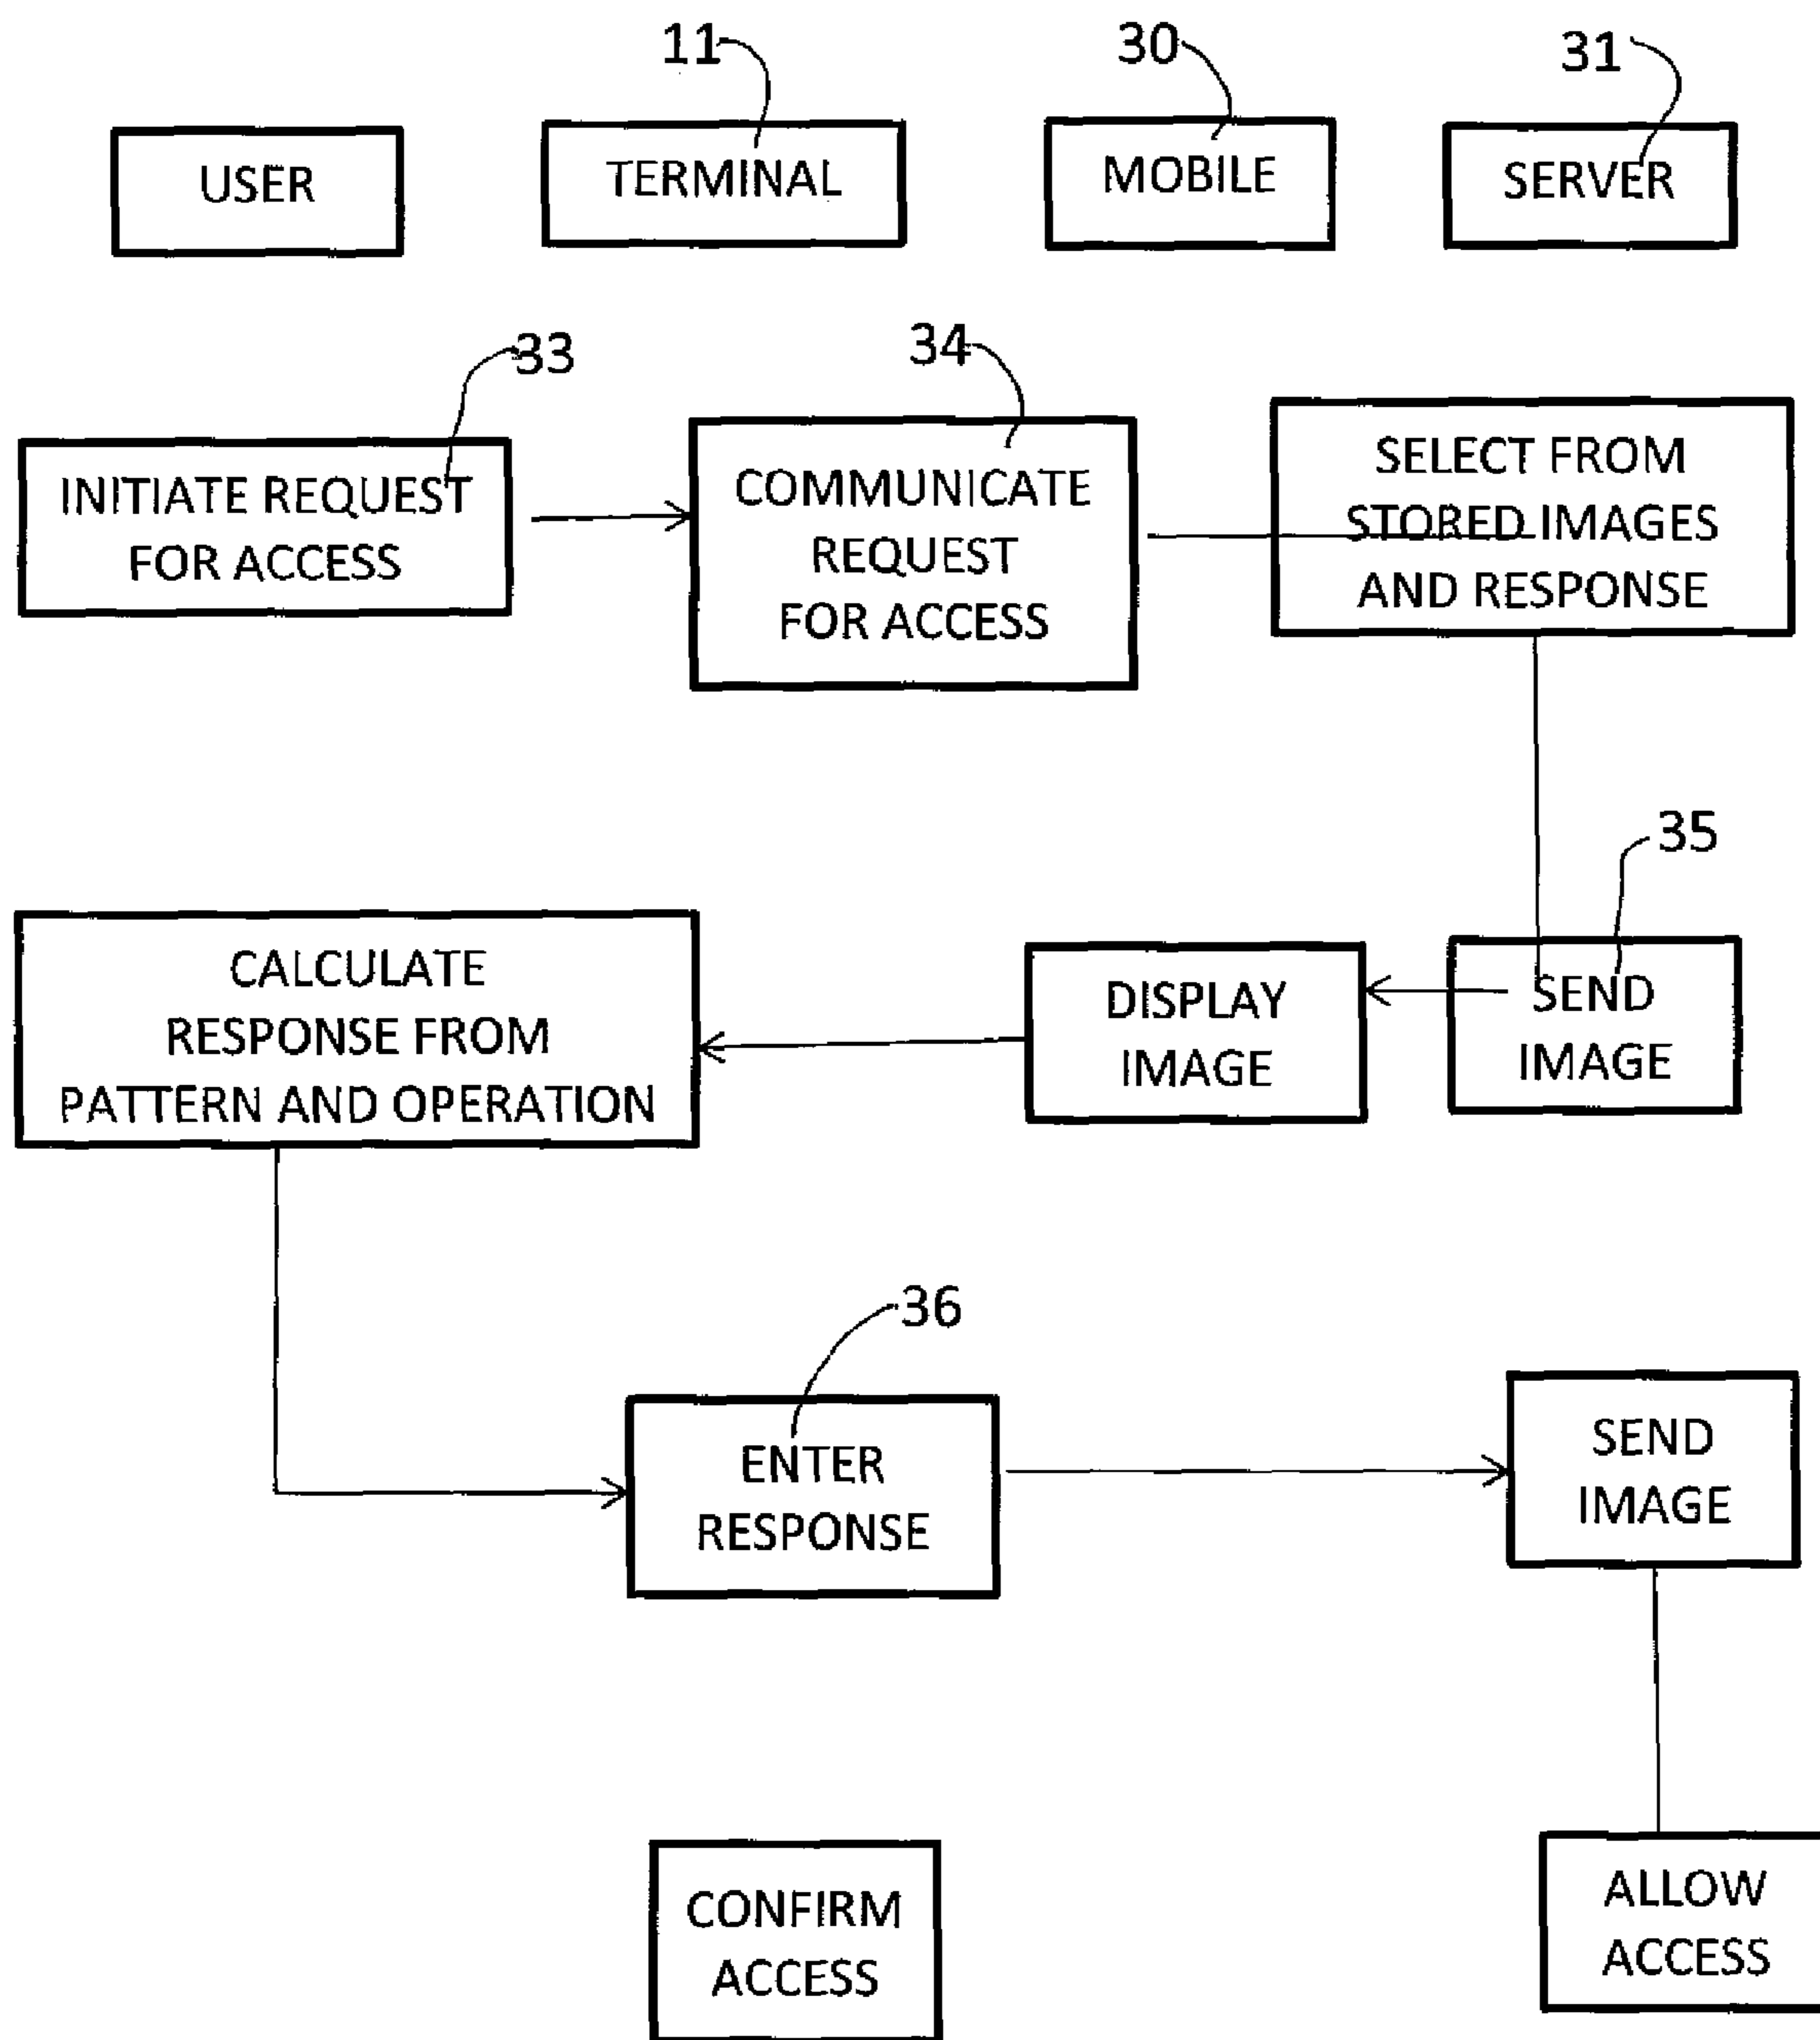 11
30
31
USER
TERMINAL
MOBILE
SERVER
33
34
INITIATE REQUEST
FOR ACCESS
COMMUNICATE
REQUEST
FOR ACCESS
SELECT FROM
STORED IMAGES
AND RESPONSE
35
CALCULATE
RESPONSE FROM
PATTERN AND OPERATION
DISPLAY
IMAGE
SEND
IMAGE
36
ENTER
RESPONSE
SEND
IMAGE
CONFIRM
ACCESS
ALLOW
ACCESS